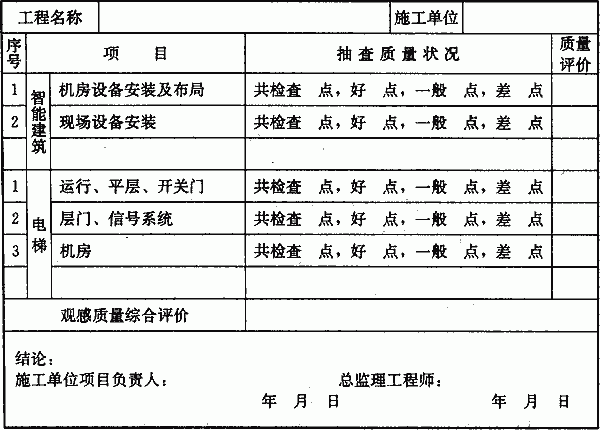 工程名称 施工单位
序号 项 目 抽查质量状况 质量评价
智能建筑
1 机房设备安装及布局 共检查 点，好 点，一般 点，差 点
2 现场设备安装 共检查 点，好 点，一般 点，差 点
电梯
1 运行、平层、开关门 共检查 点，好 点，一般 点，差 点
2 层门、信号系统 共检查 点，好 点，一般 点，差 点
3 机房 共检查 点，好 点，一般 点，差 点
观感质量综合评价
结论：
施工单位项目负责人： 总监理工程师：
年 月 日 年 月 日